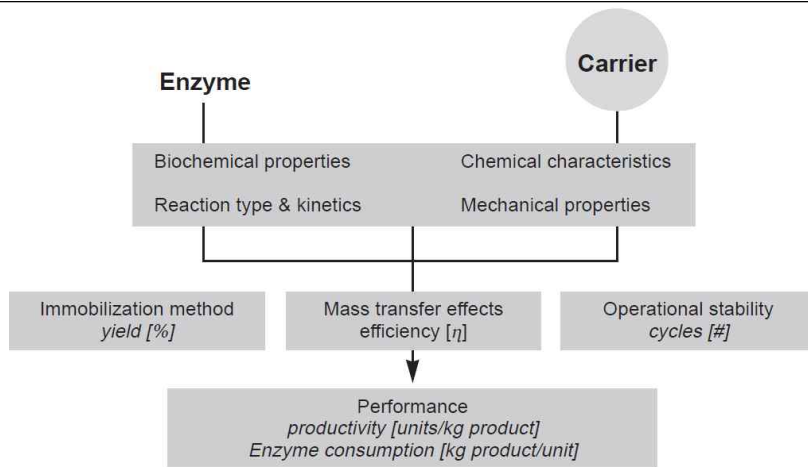 Enzyme
Carrier
Biochemical properties
Chemical characteristics
Reaction type & kinetics
Mechanical properties
Immobilization method
yield [%]
Mass transfer effects
efficiency [η]
Operational stability
cycles [#]
Performance
productivity [units/kg product]
Enzyme consumption [kg product/unit]